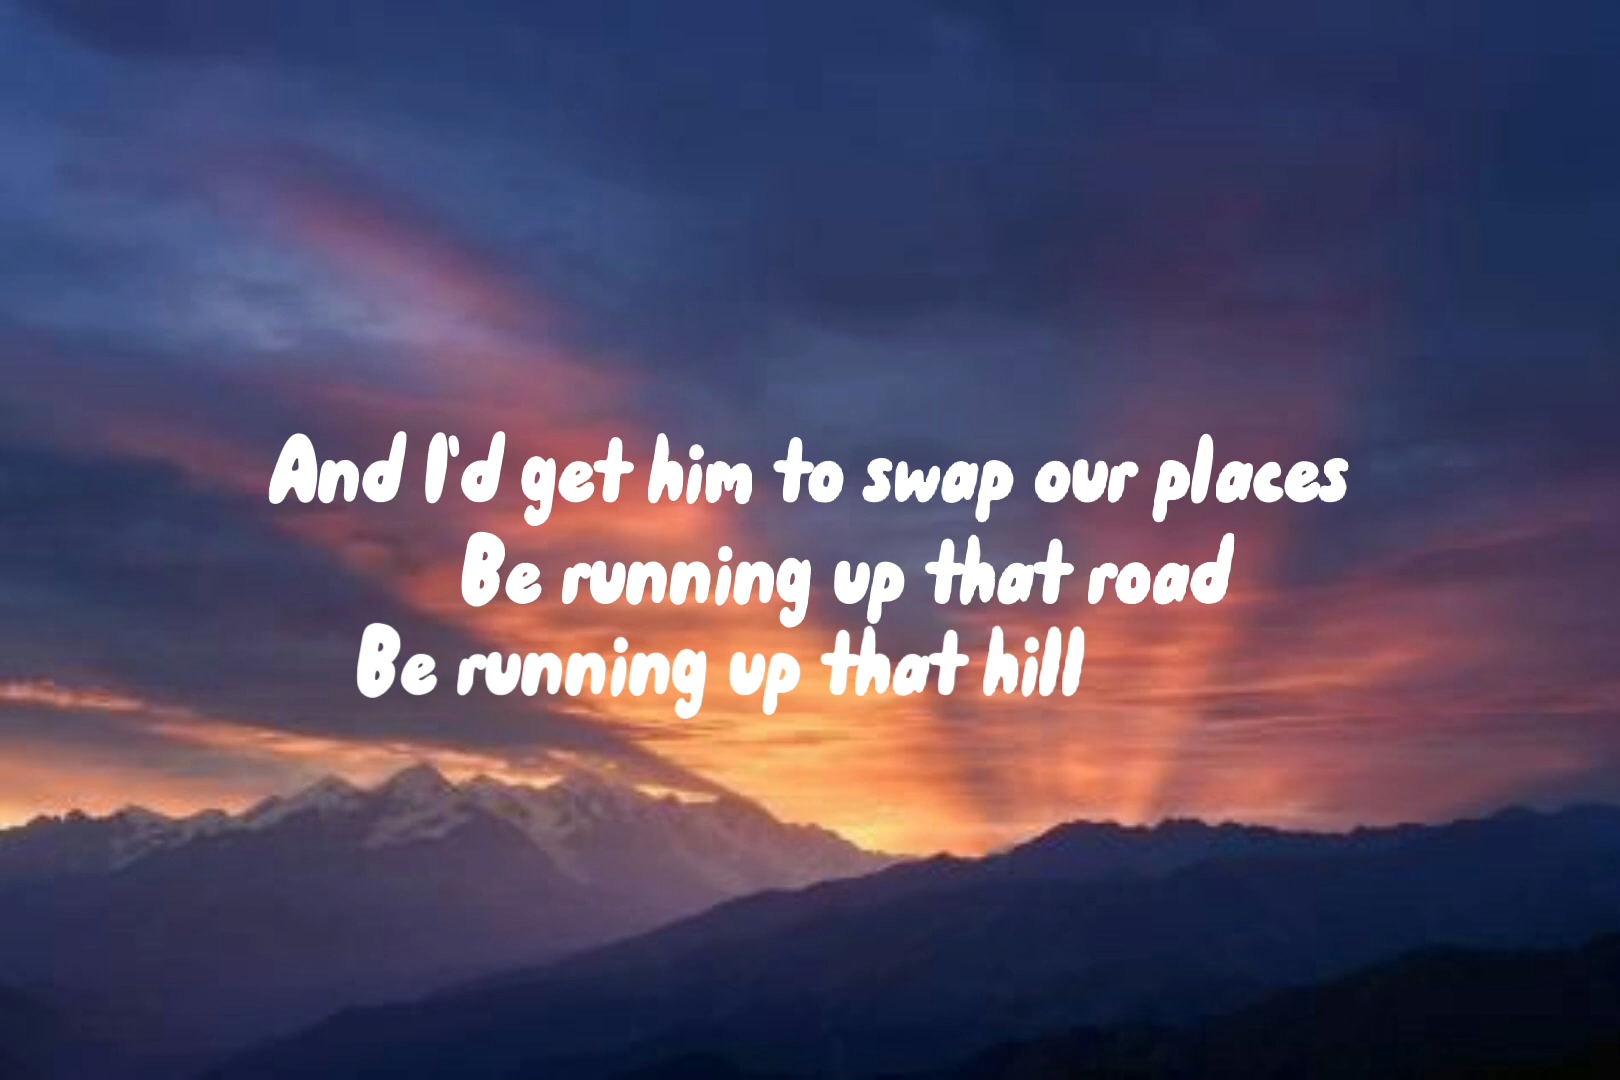 And I'd get him to swap our places
Be running up that road
Be running up that hill